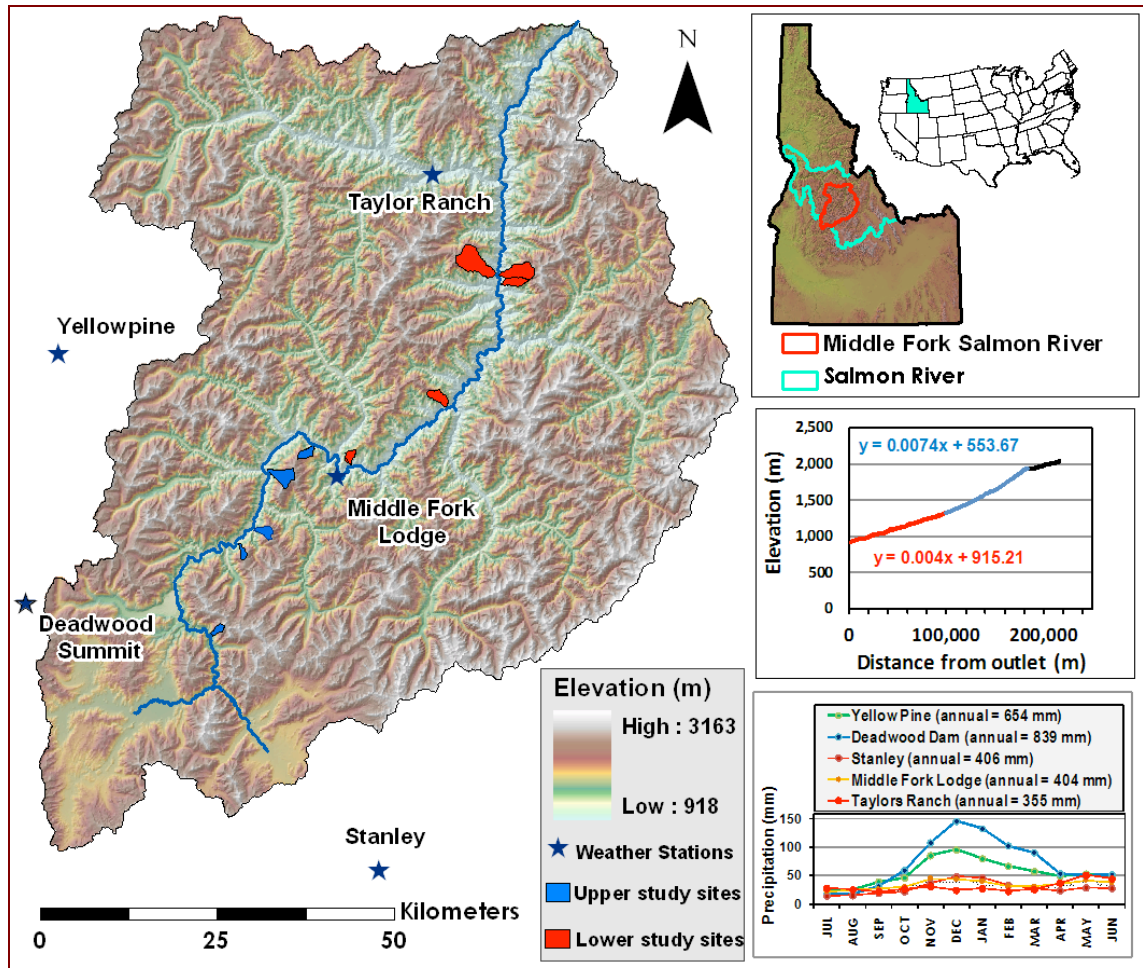 N
Taylor Ranch
Yellowpine
Middle Fork
Lodge
Deadwood
Summit
Stanley
Kilometers
0 25 50
Elevation (m)
High : 3163
Low : 918
Weather Stations
Upper study sites
Lower study sites
Middle Fork Salmon River
Salmon River
2,500
2,000
1,500
1,000
500
0
Elevation (m)
y = 0.0074x + 553.67
y = 0.004x + 915.21
0 100,000 200,000
Distance from outlet (m)
Yellow Pine (annual = 654 mm)
Deadwood Dam (annual = 839 mm)
Stanley (annual = 406 mm)
Middle Fork Lodge (annual = 404 mm)
Taylors Ranch (annual = 355 mm)
Precipitation (mm)
150
100
50
0
JUL AUG SEP OCT NOV DEC JAN FEB MAR APR MAY JUN